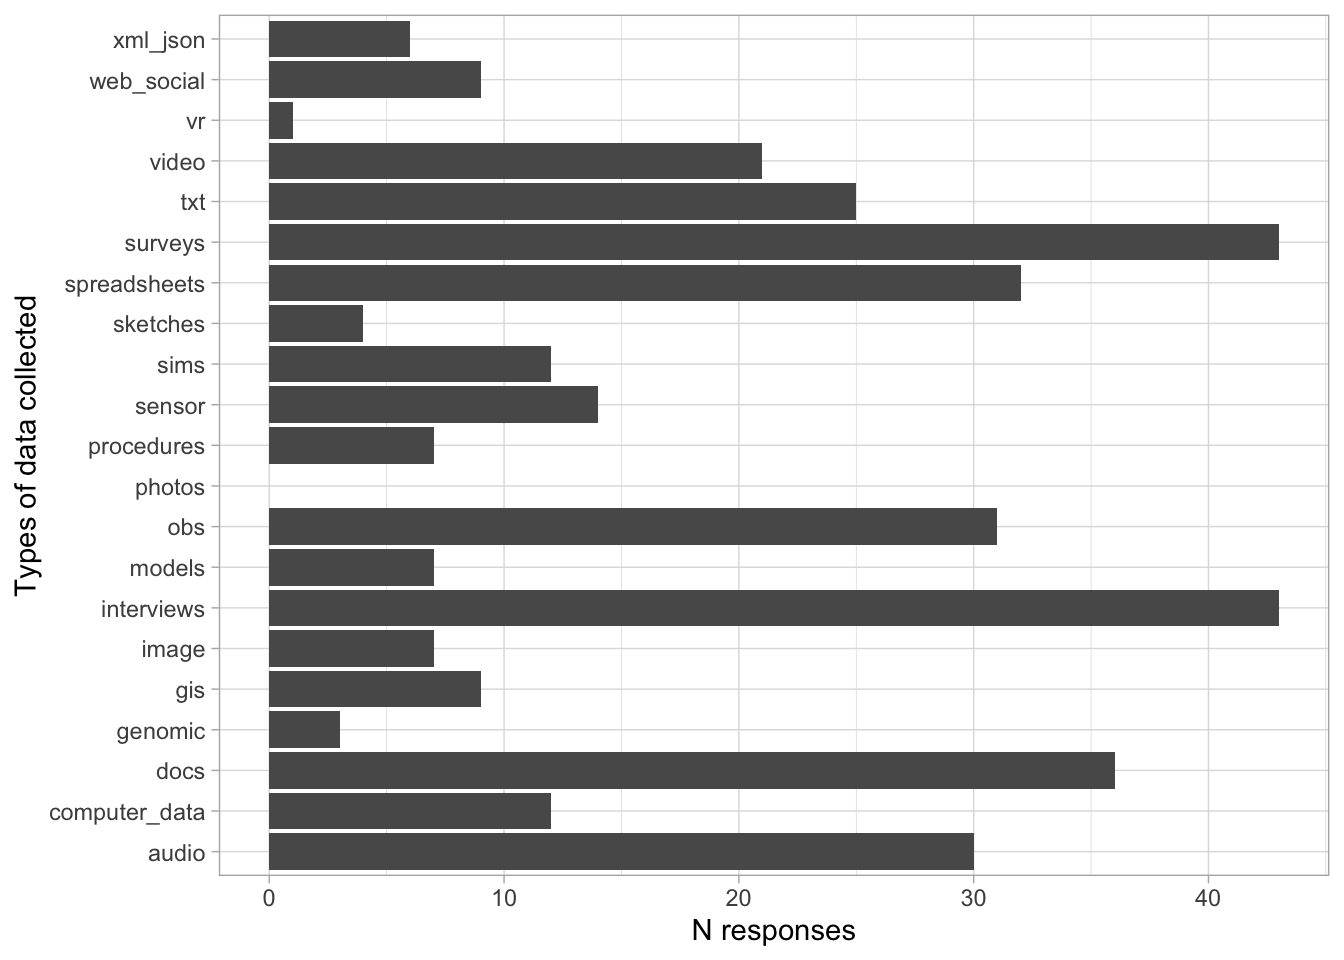 xml_json
web_social
vr
video
txt
surveys
spreadsheets
sketches
sims
sensor
procedures
photos
obs
models
interviews
image
gis
genomic
docs
computer_data
audio
Types of data collected
0 10 20 30 40
N responses